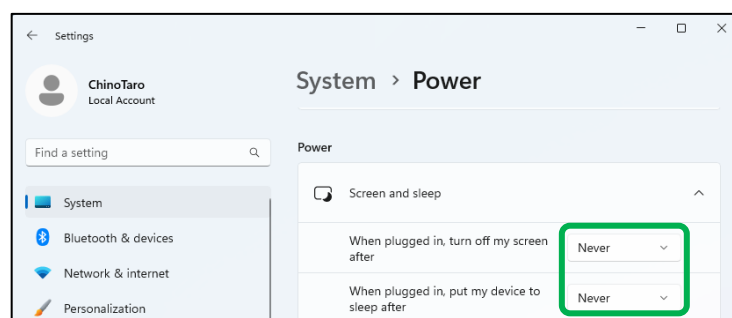 ← Settings
ChinoTaro
Local Account
Find a setting
System
Bluetooth & devices
Network & internet
Personalization
System > Power
Power
Screen and sleep
When plugged in, turn off my screen
after
Never
When plugged in, put my device to
sleep after
Never